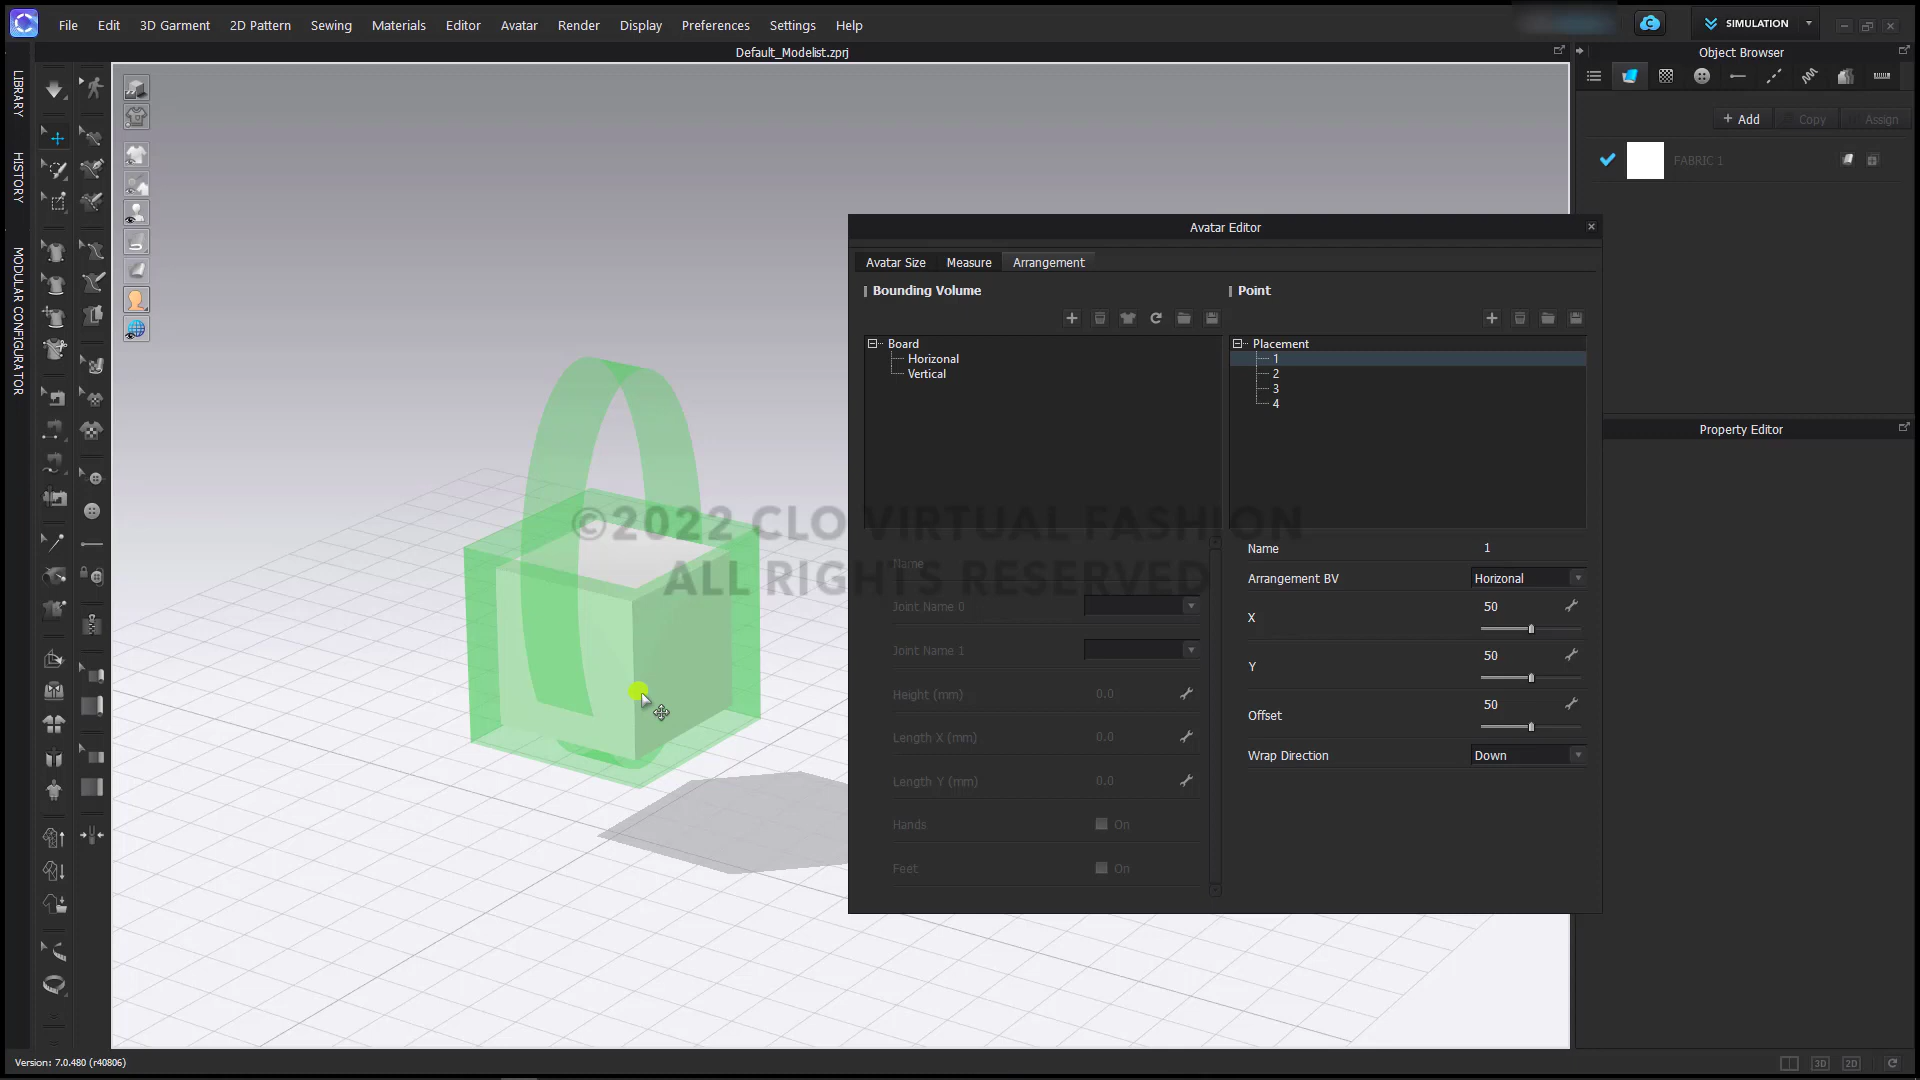 File Edit 3D Garment 2D Pattern Sewing Materials Editor Avatar Render Display Preferences Settings Help
SIMULATION
Default_Modelist.zprj
Object Browser
LIBRARY
HISTORY
MODULAR CONFIGURATOR
+ Add Copy Assign
FABRIC 1
Avatar Editor
Avatar Size Measure Arrangement
Bounding Volume
Point
Board
Horizonal
Vertical
Placement
1
2
3
4
Property Editor
©2022 CLO VIRTUAL FASHION
ALL RIGHTS RESERVED
Name
Joint Name 0
Joint Name 1
Height (mm) 0.0
Length X (mm) 0.0
Length Y (mm) 0.0
Hands On
Feet On
Name 1
Arrangement BV Horizonal
X 50
Y 50
Offset 50
Wrap Direction Down
Version: 7.0.480 (r40806)
3D 2D